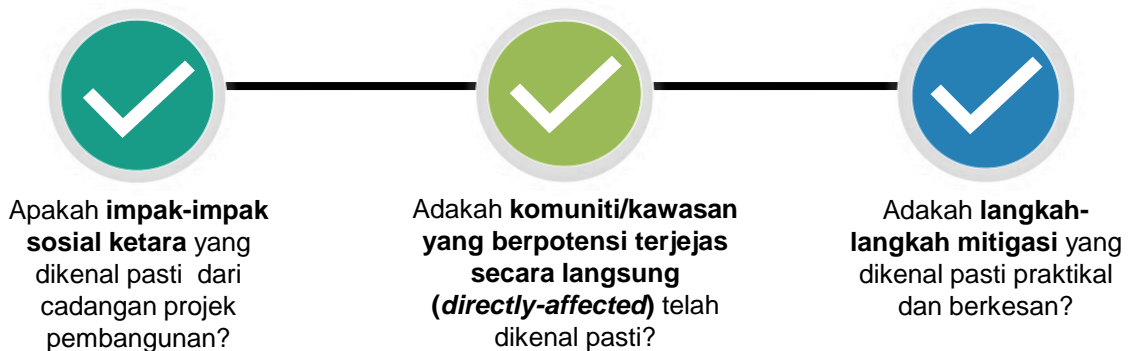 Apakah impak-impak
sosial ketara yang
dikenal pasti dari
cadangan projek
pembangunan?
Adakah komuniti/kawasan
yang berpotensi terjejas
secara langsung
(directly-affected) telah
dikenal pasti?
Adakah langkah-
langkah mitigasi yang
dikenal pasti praktikal
dan berkesan?